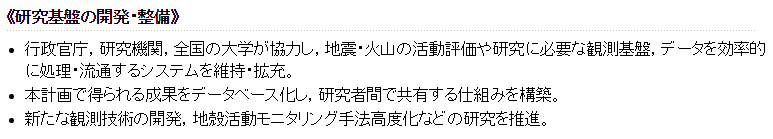 《研究基盤の開発・整備》
• 行政官庁，研究機関，全国の大学が協力し，地震・火山の活動評価や研究に必要な観測基盤，データを効率的
に処理・流通するシステムを維持・拡充。
• 本計画で得られる成果をデータベース化し，研究者間で共有する仕組みを構築。
• 新たな観測技術の開発，地殻活動モニタリング手法高度化などの研究を推進。